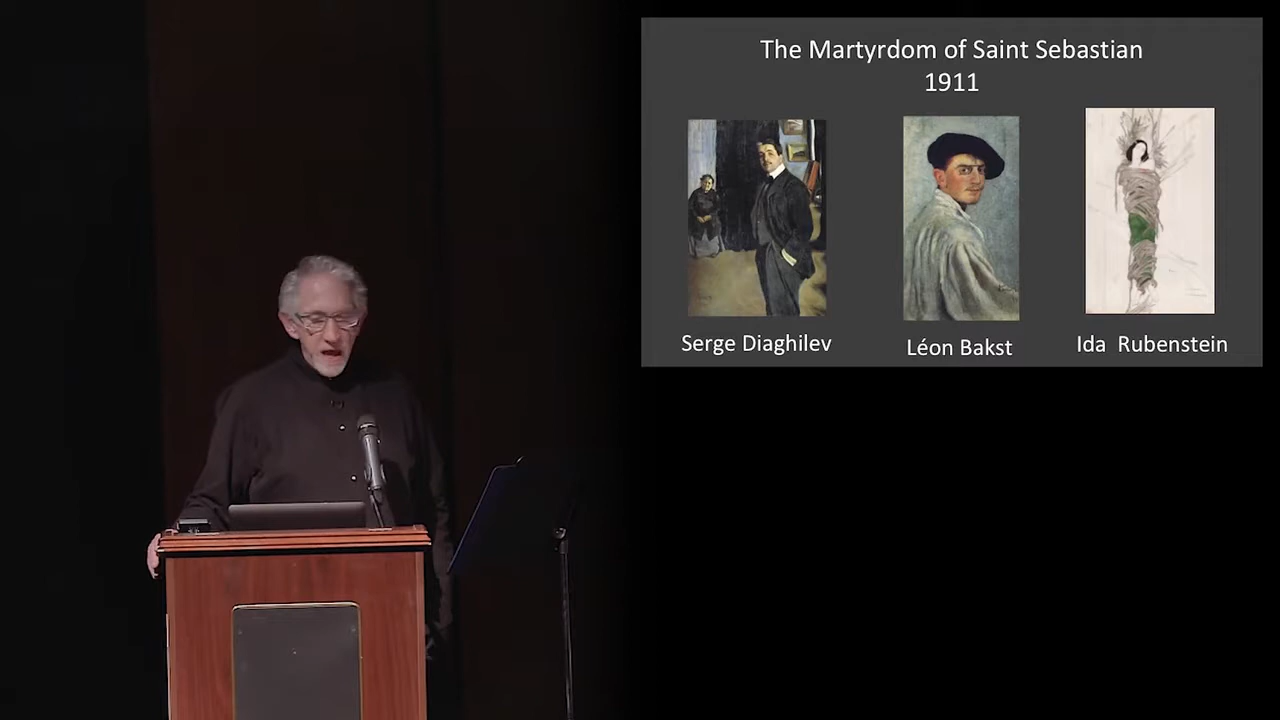 The Martyrdom of Saint Sebastian
1911
Serge Diaghilev
Léon Bakst
Ida Rubenstein